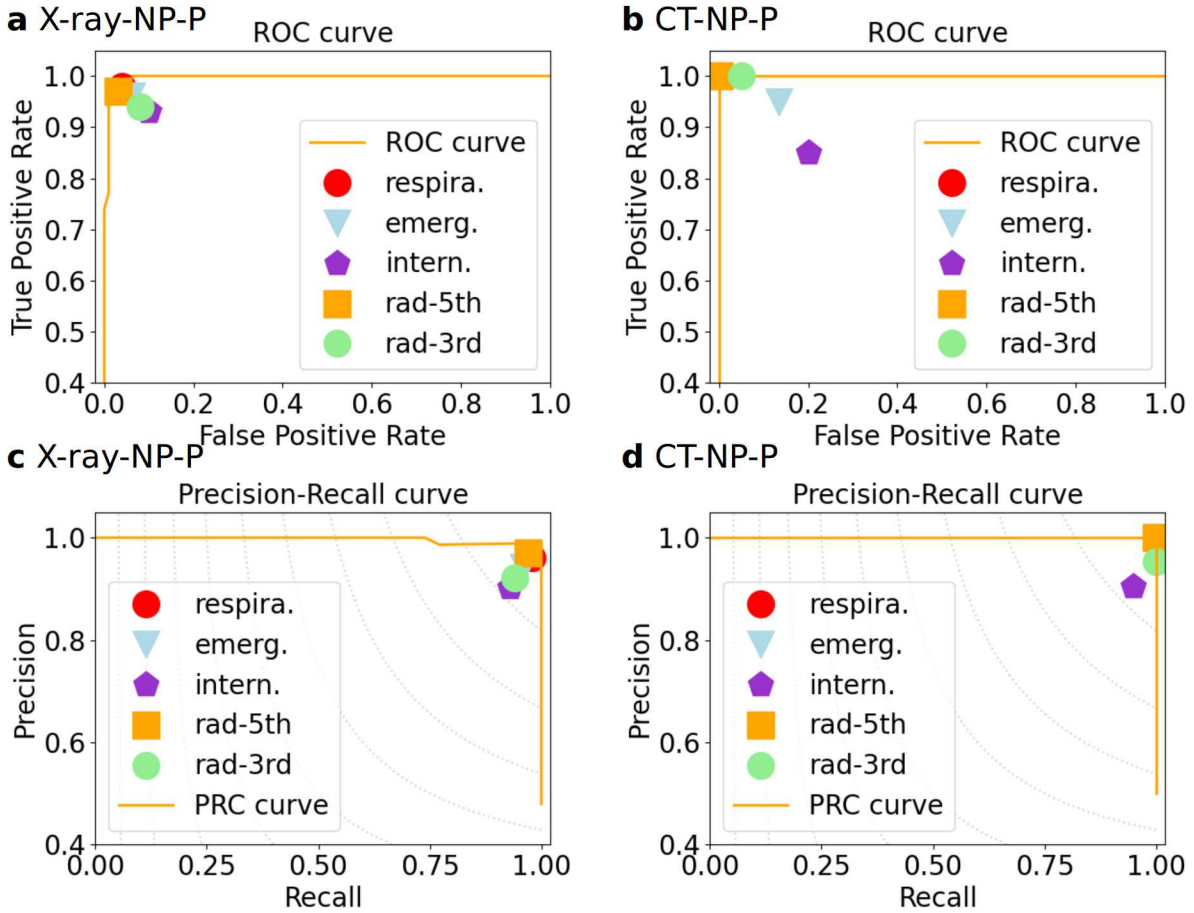 a X-ray-NP-P
ROC curve
True Positive Rate
1.0
0.9
0.8
0.7
0.6
0.5
0.4
ROC curve
respira.
emerg.
intern.
rad-5th
rad-3rd
0.0 0.2 0.4 0.6 0.8 1.0
False Positive Rate
b CT-NP-P
ROC curve
True Positive Rate
1.0
0.9
0.8
0.7
0.6
0.5
0.4
ROC curve
respira.
emerg.
intern.
rad-5th
rad-3rd
0.0 0.2 0.4 0.6 0.8 1.0
False Positive Rate
c X-ray-NP-P
Precision-Recall curve
Precision
1.0
0.8
0.6
0.4
respira.
emerg.
intern.
rad-5th
rad-3rd
PRC curve
0.00 0.25 0.50 0.75 1.00
Recall
d CT-NP-P
Precision-Recall curve
Precision
1.0
0.8
0.6
0.4
respira.
emerg.
intern.
rad-5th
rad-3rd
PRC curve
0.00 0.25 0.50 0.75 1.00
Recall